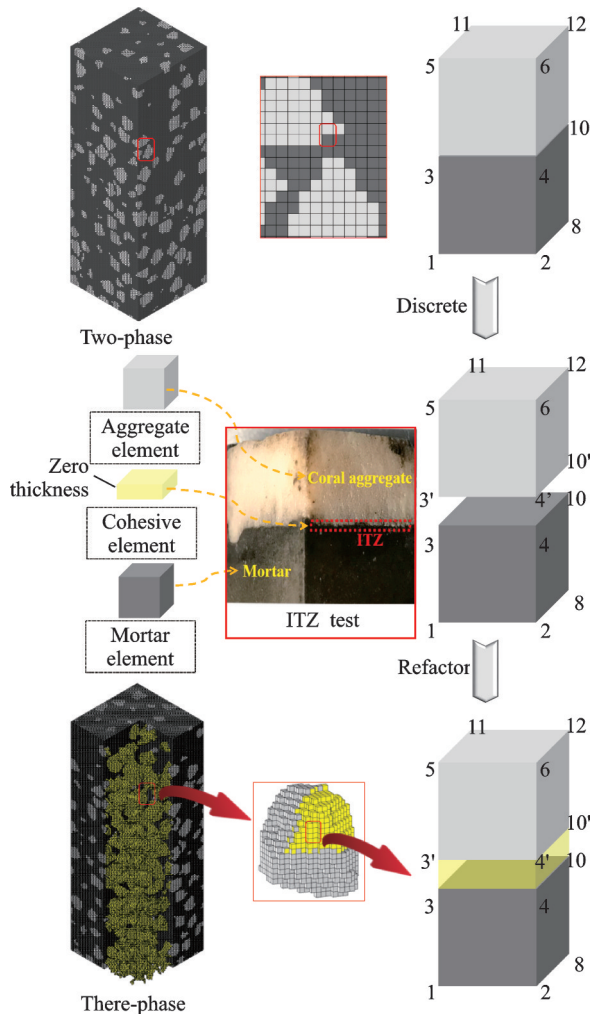 11
12
5
6
10
3
4
8
1
2
Two-phase
Discrete
11
12
5
6
10'
3'
4'
10
3
4
8
1
2
Aggregate
element
Zero
thickness
Cohesive
element
Mortar
element
Coral aggregate
ITZ
Mortar
ITZ test
Refactor
11
12
5
6
10'
3'
4'
10
3
4
8
1
2
There-phase